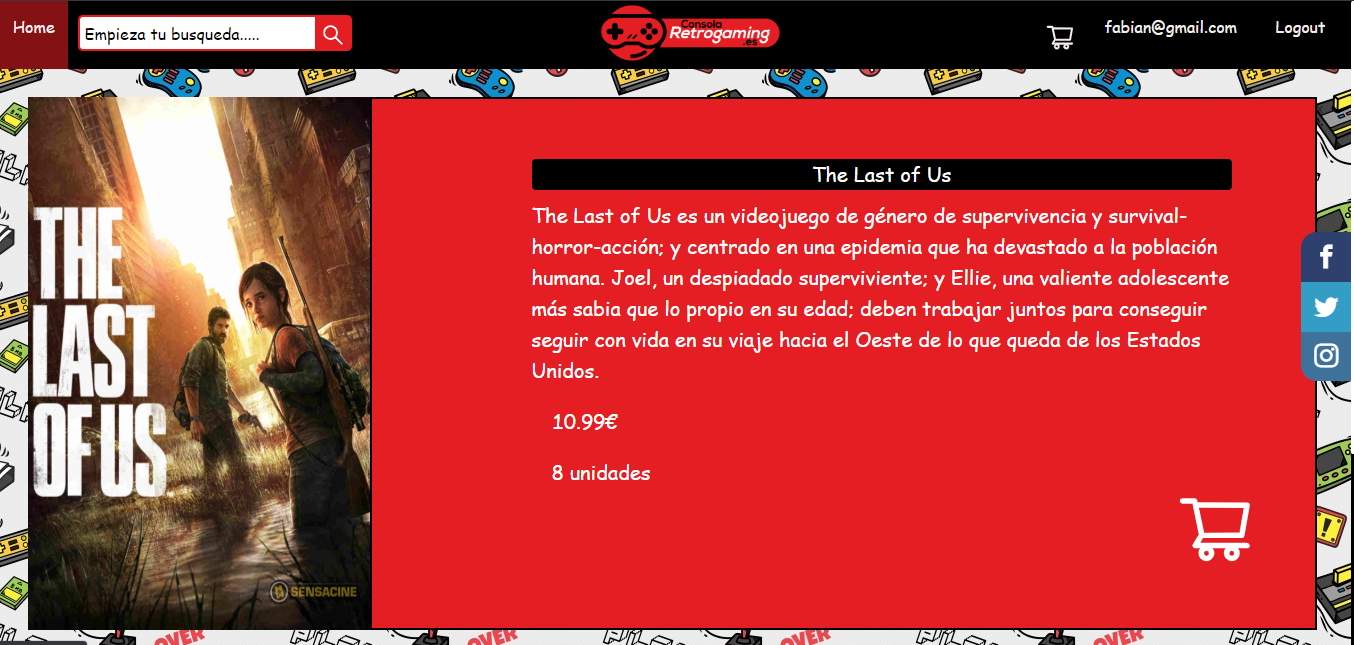 Home
Empieza tu busqueda.....
Consola
Retrogaming
.es
fabian@gmail.com
Logout
THE
LAST
OF US
SENSACINE
The Last of Us
The Last of Us es un videojuego de género de supervivencia y survival-
horror-acción; y centrado en una epidemia que ha devastado a la población
humana. Joel, un despiadado superviviente; y Ellie, una valiente adolescente
más sabia que lo propio en su edad; deben trabajar juntos para conseguir
seguir con vida en su viaje hacia el Oeste de lo que queda de los Estados
Unidos.
10.99€
8 unidades
OVER
OVER
OVER
OVER